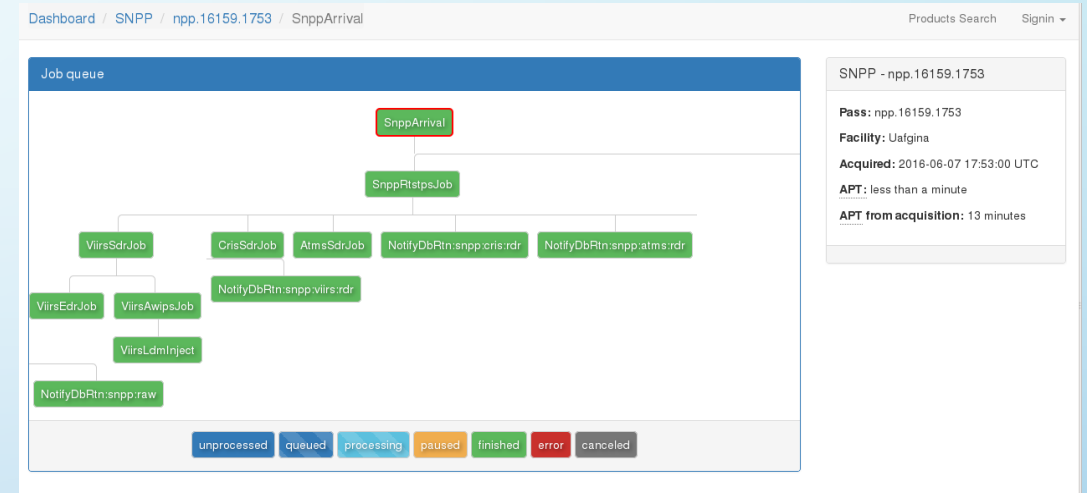 Dashboard / SNPP / npp.16159.1753 / SnppArrival
Products Search Signin
Job queue
SnppArrival
SnppRtstpsJob
ViirsSdrJob CrisSdrJob AtmsSdrJob NotifyDbRtn:snpp:cris:rdr NotifyDbRtn:snpp:atms:rdr
NotifyDbRtn:snpp:viirs:rdr
ViirsEdrJob ViirsAwipsJob
ViirsLdmInject
NotifyDbRtn:snpp:raw
unprocessed queued processing paused finished error canceled
SNPP - npp.16159.1753
Pass: npp.16159.1753
Facility: Uafgina
Acquired: 2016-06-07 17:53:00 UTC
APT: less than a minute
APT from acquisition: 13 minutes